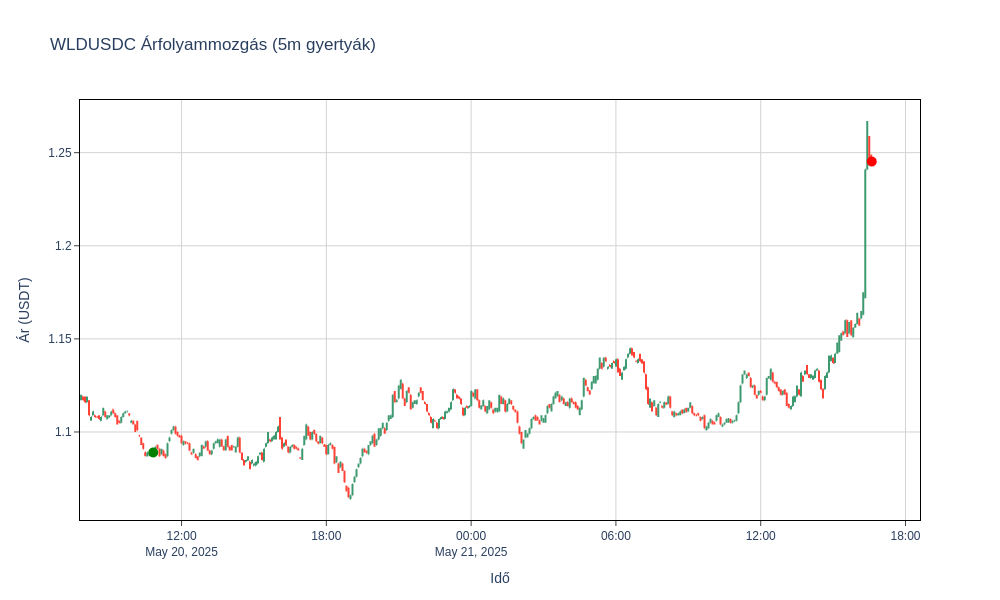 WLDUSDC Árfolyammozgás (5m gyertyák)
1.25
1.2
1.15
1.1
Ár (USDT)
12:00
May 20, 2025
18:00
00:00
May 21, 2025
06:00
12:00
18:00
Idő